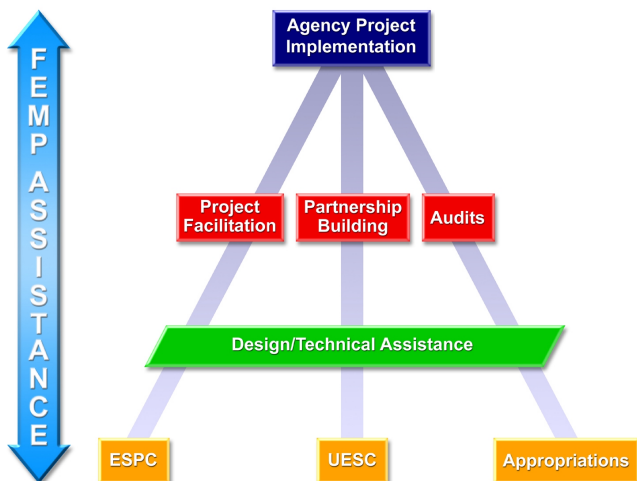 FEMP ASSISTANCE
Agency Project
Implementation
Project
Facilitation
Partnership
Building
Audits
Design/Technical Assistance
ESPC
UESC
Appropriations